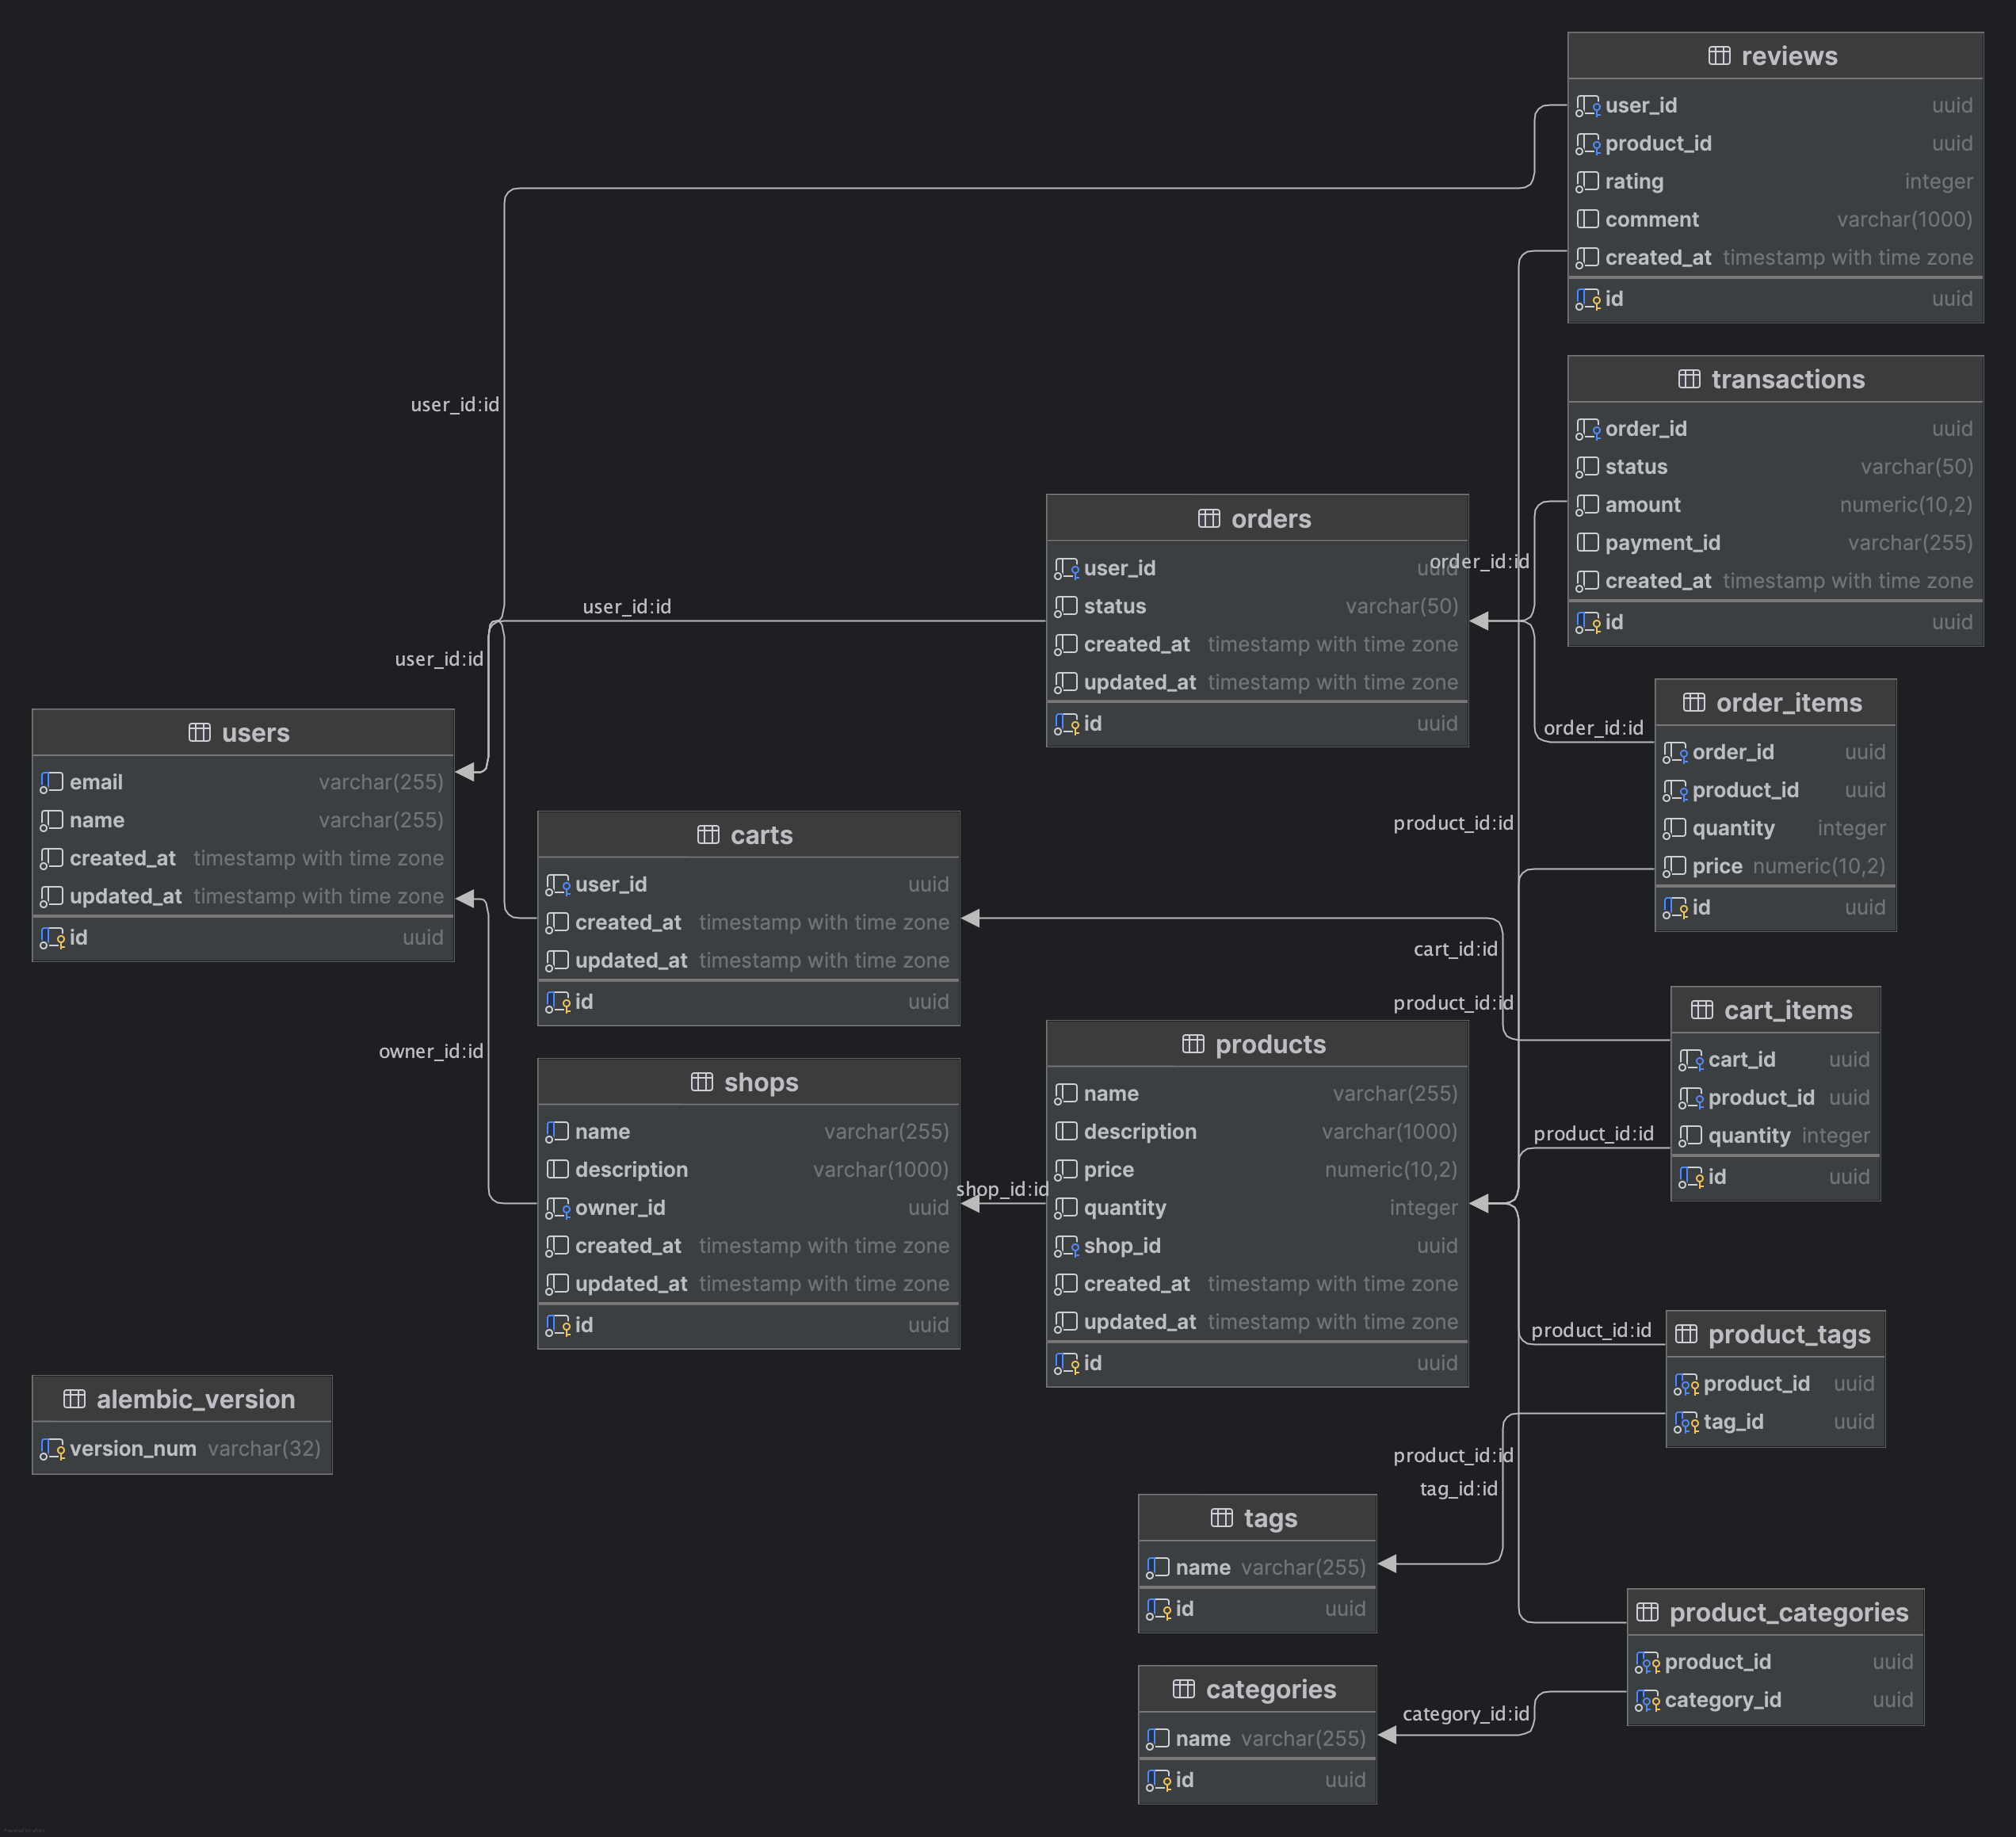 reviews
user_id uuid
product_id uuid
rating integer
comment varchar(1000)
created_at timestamp with time zone
id uuid
transactions
order_id uuid
status varchar(50)
amount numeric(10,2)
payment_id varchar(255)
created_at timestamp with time zone
id uuid
user_id:id
orders
user_id uuid
status varchar(50)
created_at timestamp with time zone
updated_at timestamp with time zone
id uuid
order_id:id
user_id:id
user_id:id
order_items
order_id uuid
product_id uuid
quantity integer
price numeric(10,2)
id uuid
order_id:id
users
email varchar(255)
name varchar(255)
created_at timestamp with time zone
updated_at timestamp with time zone
id uuid
carts
user_id uuid
created_at timestamp with time zone
updated_at timestamp with time zone
id uuid
product_id:id
cart_id:id
product_id:id
cart_items
cart_id uuid
product_id uuid
quantity integer
id uuid
owner_id:id
shops
name varchar(255)
description varchar(1000)
owner_id uuid
created_at timestamp with time zone
updated_at timestamp with time zone
id uuid
shop_id:id
products
name varchar(255)
description varchar(1000)
price numeric(10,2)
quantity integer
shop_id uuid
created_at timestamp with time zone
updated_at timestamp with time zone
id uuid
product_id:id
product_id:id
product_tags
product_id uuid
tag_id uuid
alembic_version
version_num varchar(32)
product_id:id
tag_id:id
tags
name varchar(255)
id uuid
product_categories
product_id uuid
category_id uuid
category_id:id
categories
name varchar(255)
id uuid